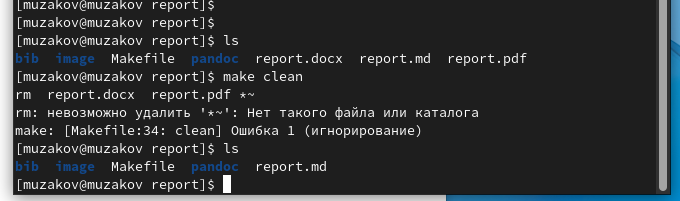 [muzakov@muzakov report]$
[muzakov@muzakov report]$
[muzakov@muzakov report]$ ls
bib  image  Makefile  pandoc  report.docx  report.md  report.pdf
[muzakov@muzakov report]$ make clean
rm  report.docx  report.pdf *~
rm: невозможно удалить '*~': Нет такого файла или каталога
make: [Makefile:34: clean] Ошибка 1 (игнорирование)
[muzakov@muzakov report]$ ls
bib  image  Makefile  pandoc  report.md
[muzakov@muzakov report]$